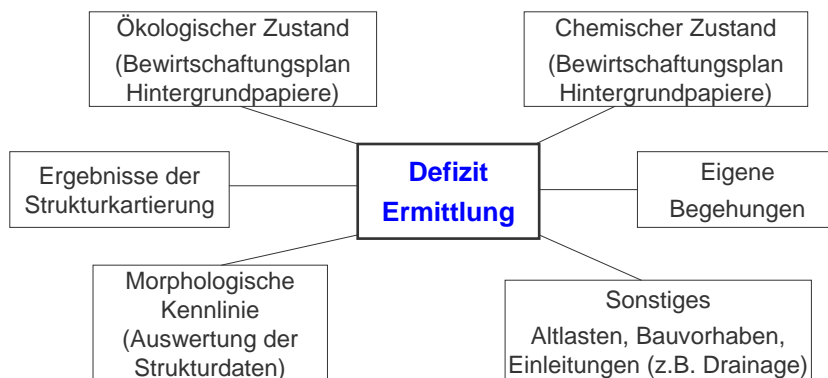 Ökologischer Zustand
(Bewirtschaftungsplan
Hintergrundpapiere)
Chemischer Zustand
(Bewirtschaftungsplan
Hintergrundpapiere)
Ergebnisse der
Strukturkartierung
Defizit
Ermittlung
Eigene
Begehungen
Morphologische
Kennlinie
(Auswertung der
Strukturdaten)
Sonstiges
Altlasten, Bauvorhaben,
Einleitungen (z.B. Drainage)